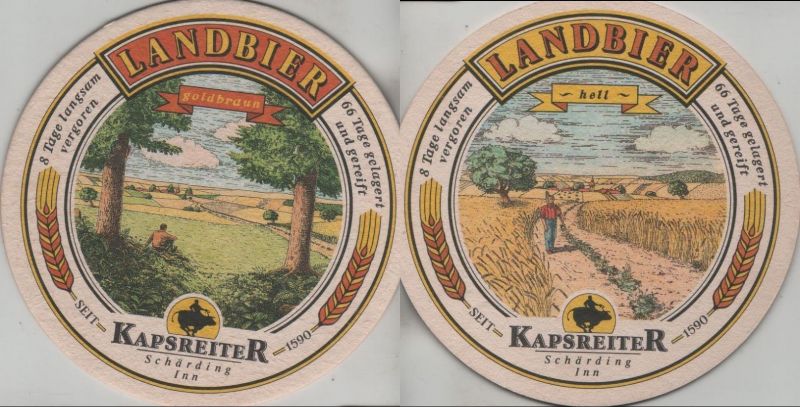 LANDBIER
goldbraun
8 Tage langsam
vergoren
66 Tage gelagert
und gereift
SEIT
KAPSREITER
1590
Schärding
Inn
LANDBIER
~ hell ~
8 Tage langsam
vergoren
66 Tage gelagert
und gereift
SEIT
KAPSREITER
1590
Schärding
Inn